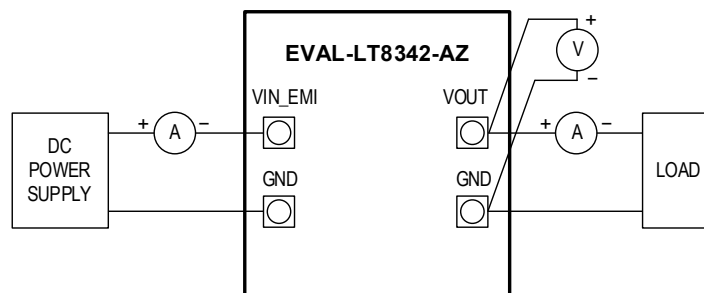 EVAL-LT8342-AZ
+
V
−
VIN_EMI
VOUT
DC
POWER
SUPPLY
+ A −
+ A −
LOAD
GND
GND